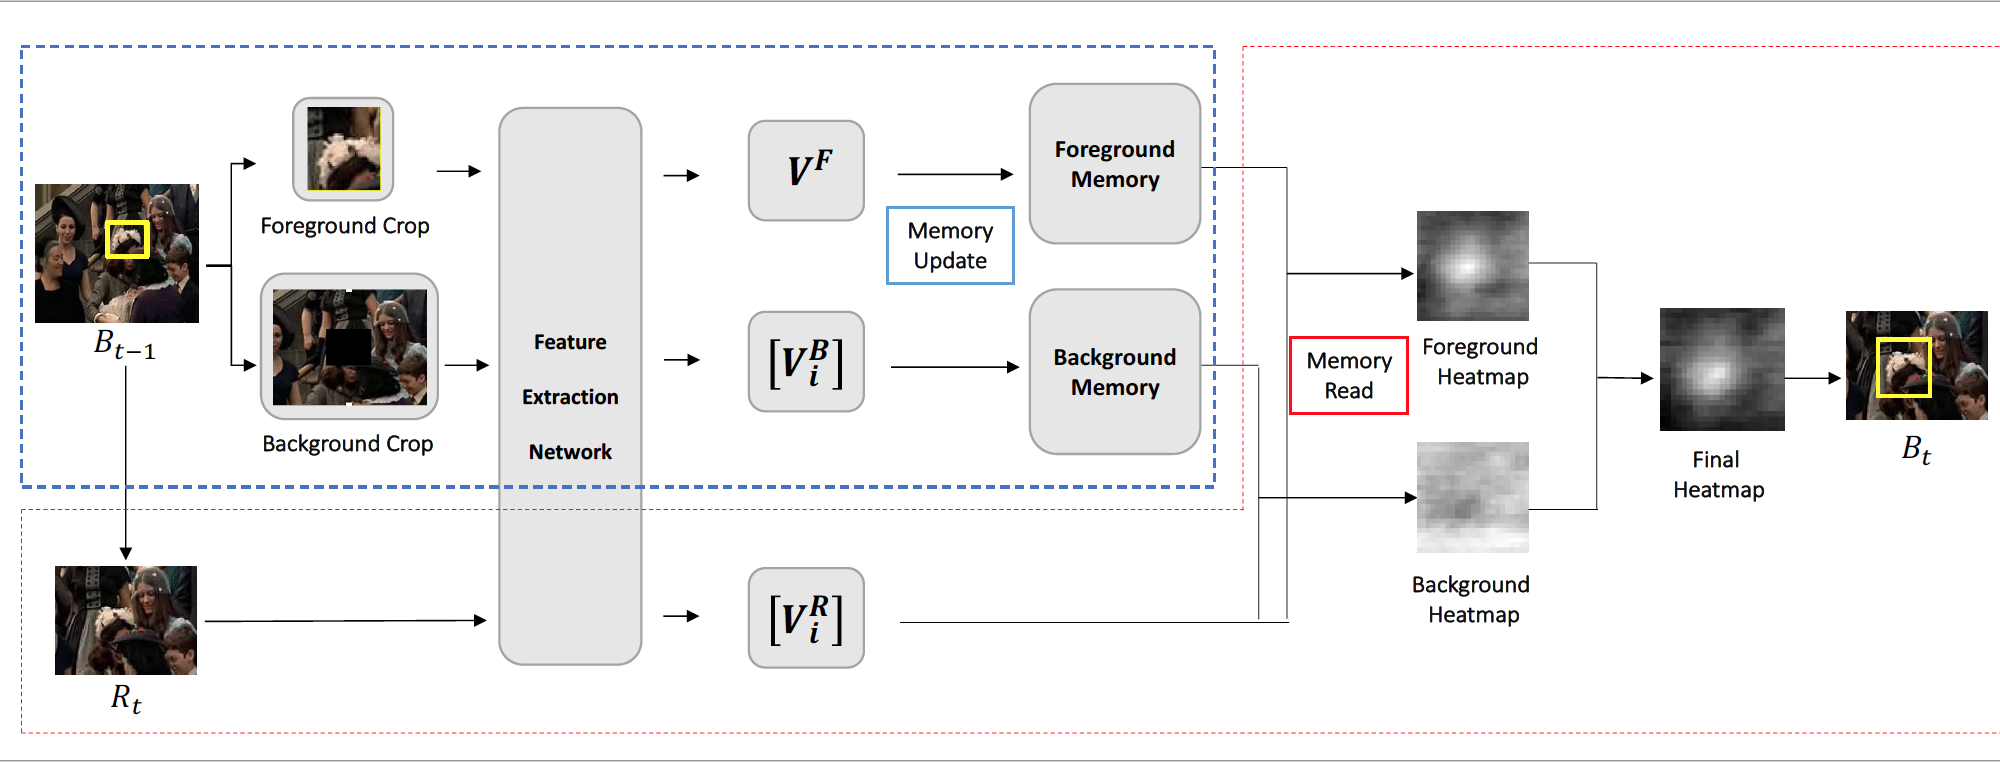 Foreground Crop
B_{t-1}
Background Crop
R_t
Feature
Extraction
Network
V^F
[V_i^B]
[V_i^R]
Memory
Update
Foreground
Memory
Background
Memory
Memory
Read
Foreground
Heatmap
Background
Heatmap
Final
Heatmap
B_t